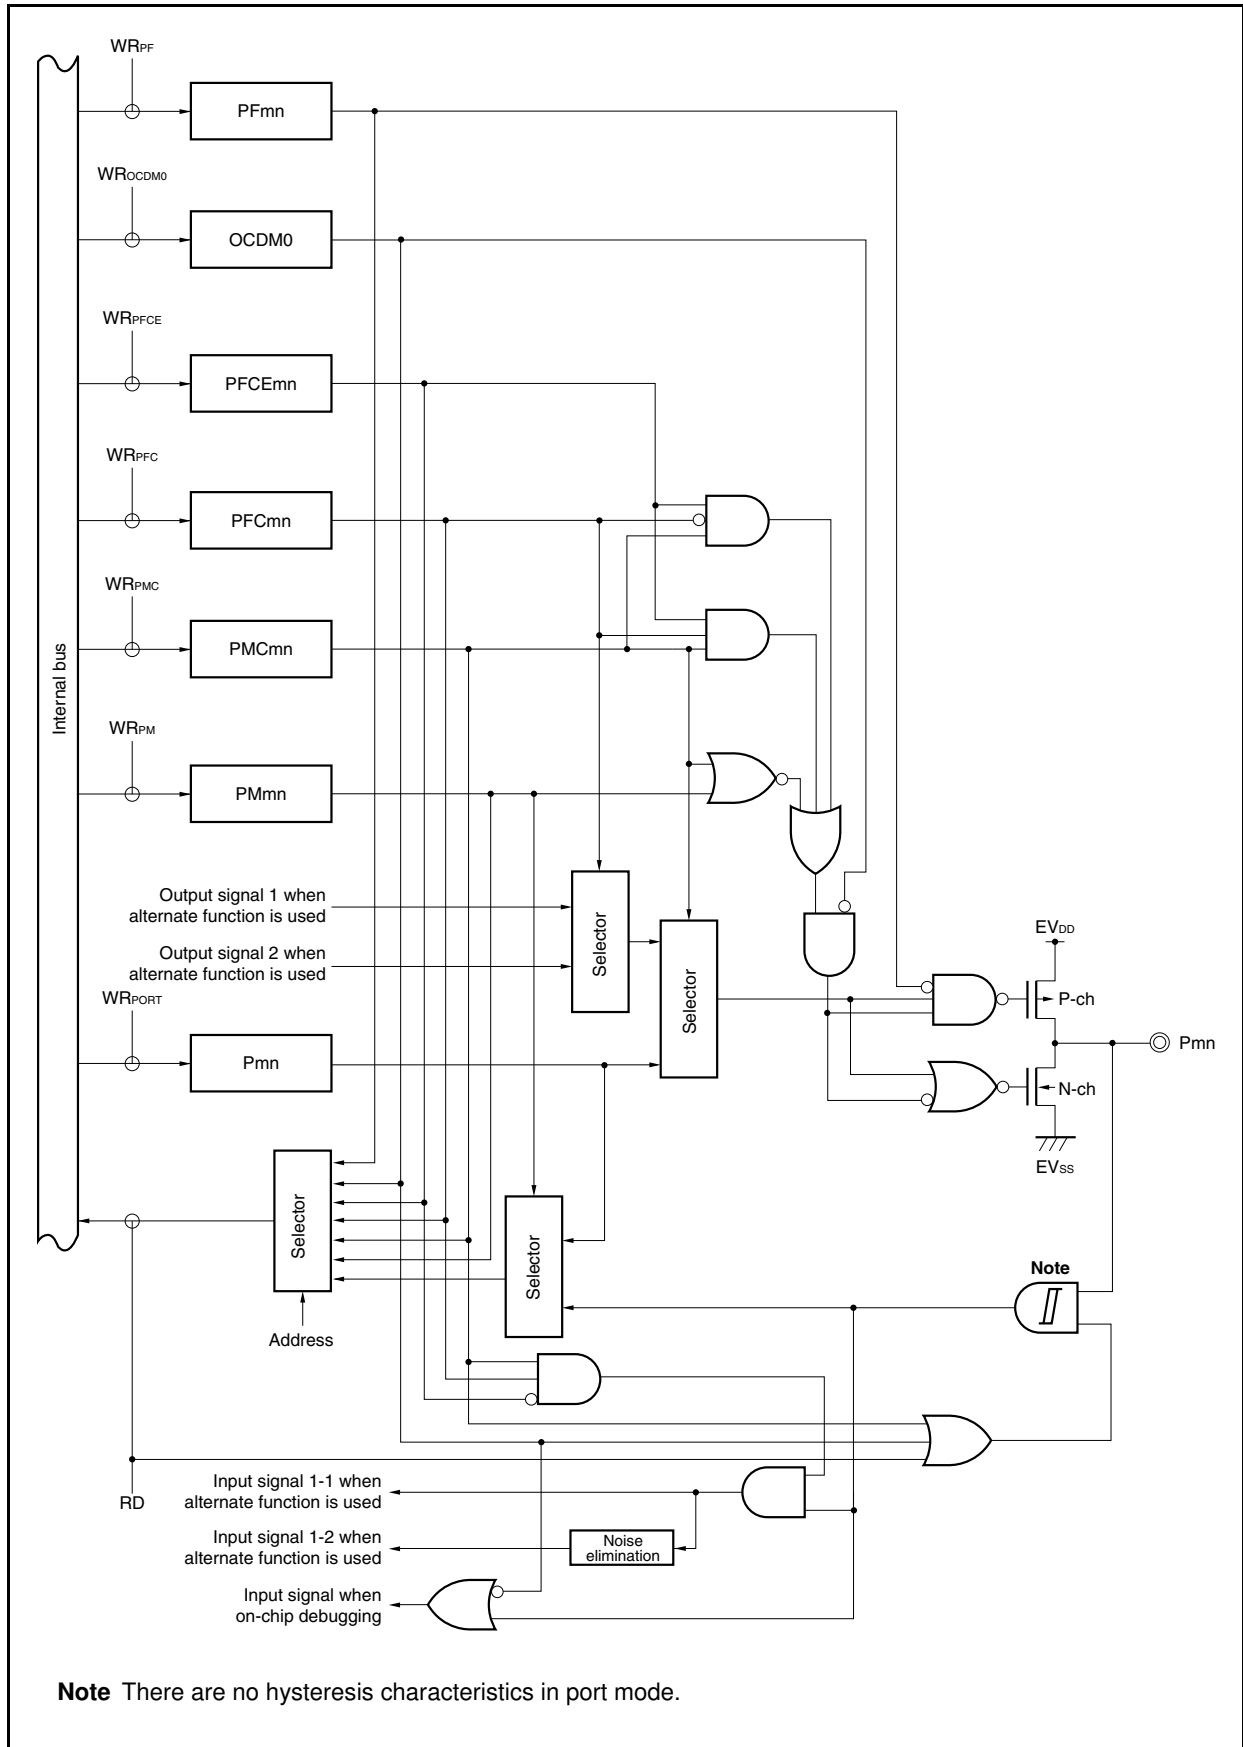 WRPF
PFmn
WROCDM0
OCDM0
WRPFCE
PFCEmn
WRPFC
PFCmn
WRPMC
PMCmn
Internal bus
WRPM
PMmn
Output signal 1 when
alternate function is used
Output signal 2 when
alternate function is used
Selector
Selector
EVDD
P-ch
WRPORT
Pmn
Pmn
N-ch
EVSS
Selector
Selector
Address
Note
RD
Input signal 1-1 when
alternate function is used
Input signal 1-2 when
alternate function is used
Noise
elimination
Input signal when
on-chip debugging
Note There are no hysteresis characteristics in port mode.